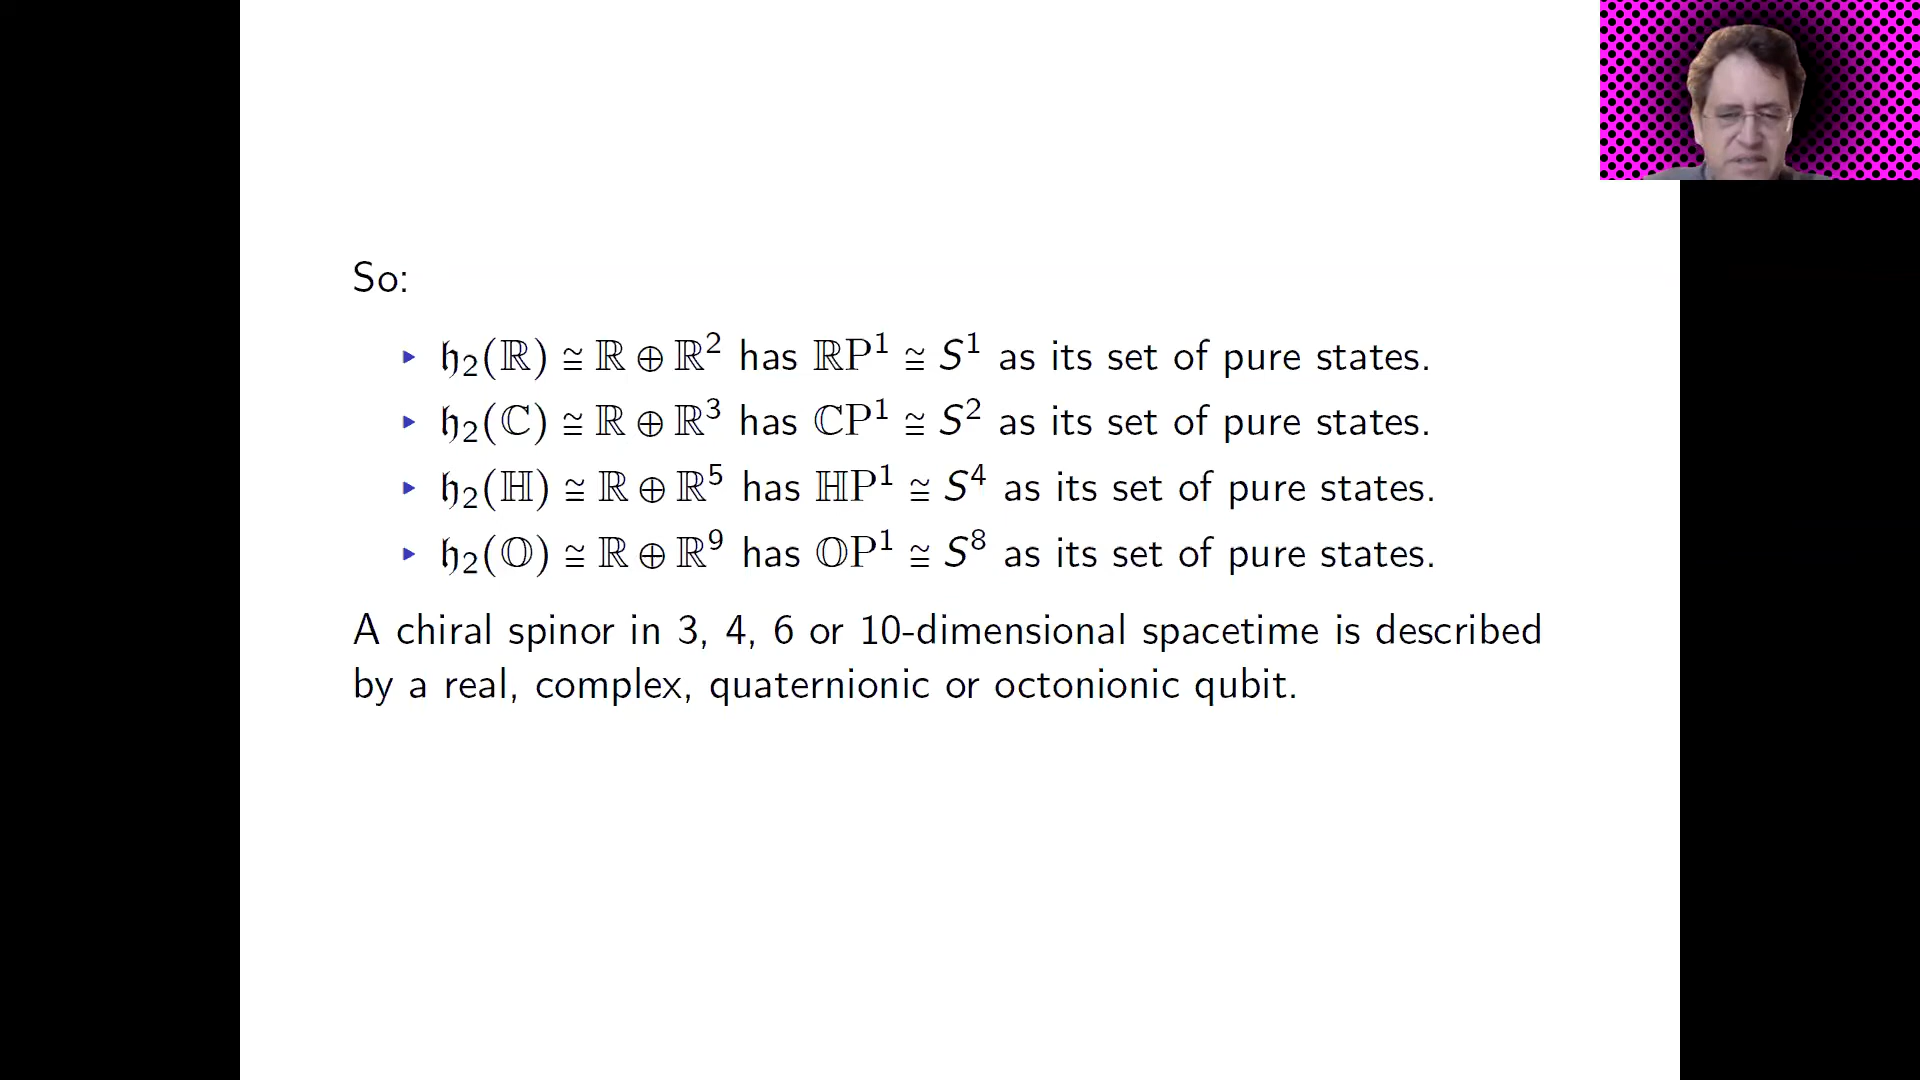 So:
▸ 𝔥₂(ℝ) ≅ ℝ ⊕ ℝ² has ℝP¹ ≅ S¹ as its set of pure states.
▸ 𝔥₂(ℂ) ≅ ℝ ⊕ ℝ³ has ℂP¹ ≅ S² as its set of pure states.
▸ 𝔥₂(ℍ) ≅ ℝ ⊕ ℝ⁵ has ℍP¹ ≅ S⁴ as its set of pure states.
▸ 𝔥₂(𝕆) ≅ ℝ ⊕ ℝ⁹ has 𝕆P¹ ≅ S⁸ as its set of pure states.
A chiral spinor in 3, 4, 6 or 10-dimensional spacetime is described
by a real, complex, quaternionic or octonionic qubit.